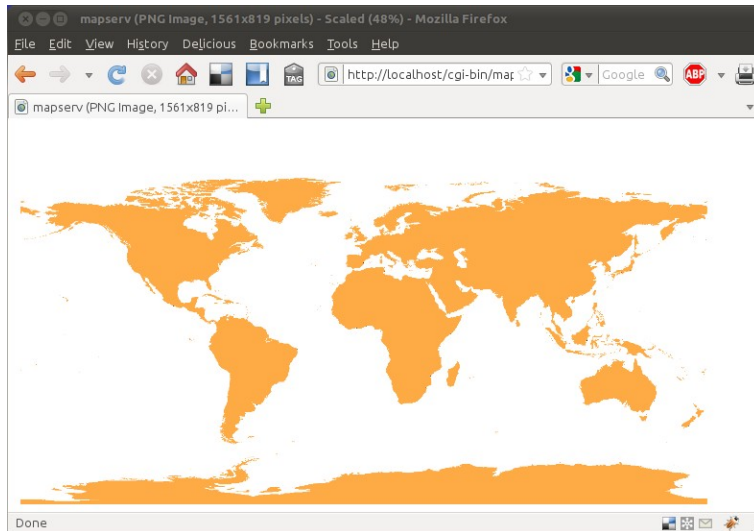 mapserv (PNG Image, 1561x819 pixels) - Scaled (48%) - Mozilla Firefox
File Edit View History Delicious Bookmarks Tools Help
TAG http://localhost/cgi-bin/map Google ABP
mapserv (PNG Image, 1561x819 pi...
Done